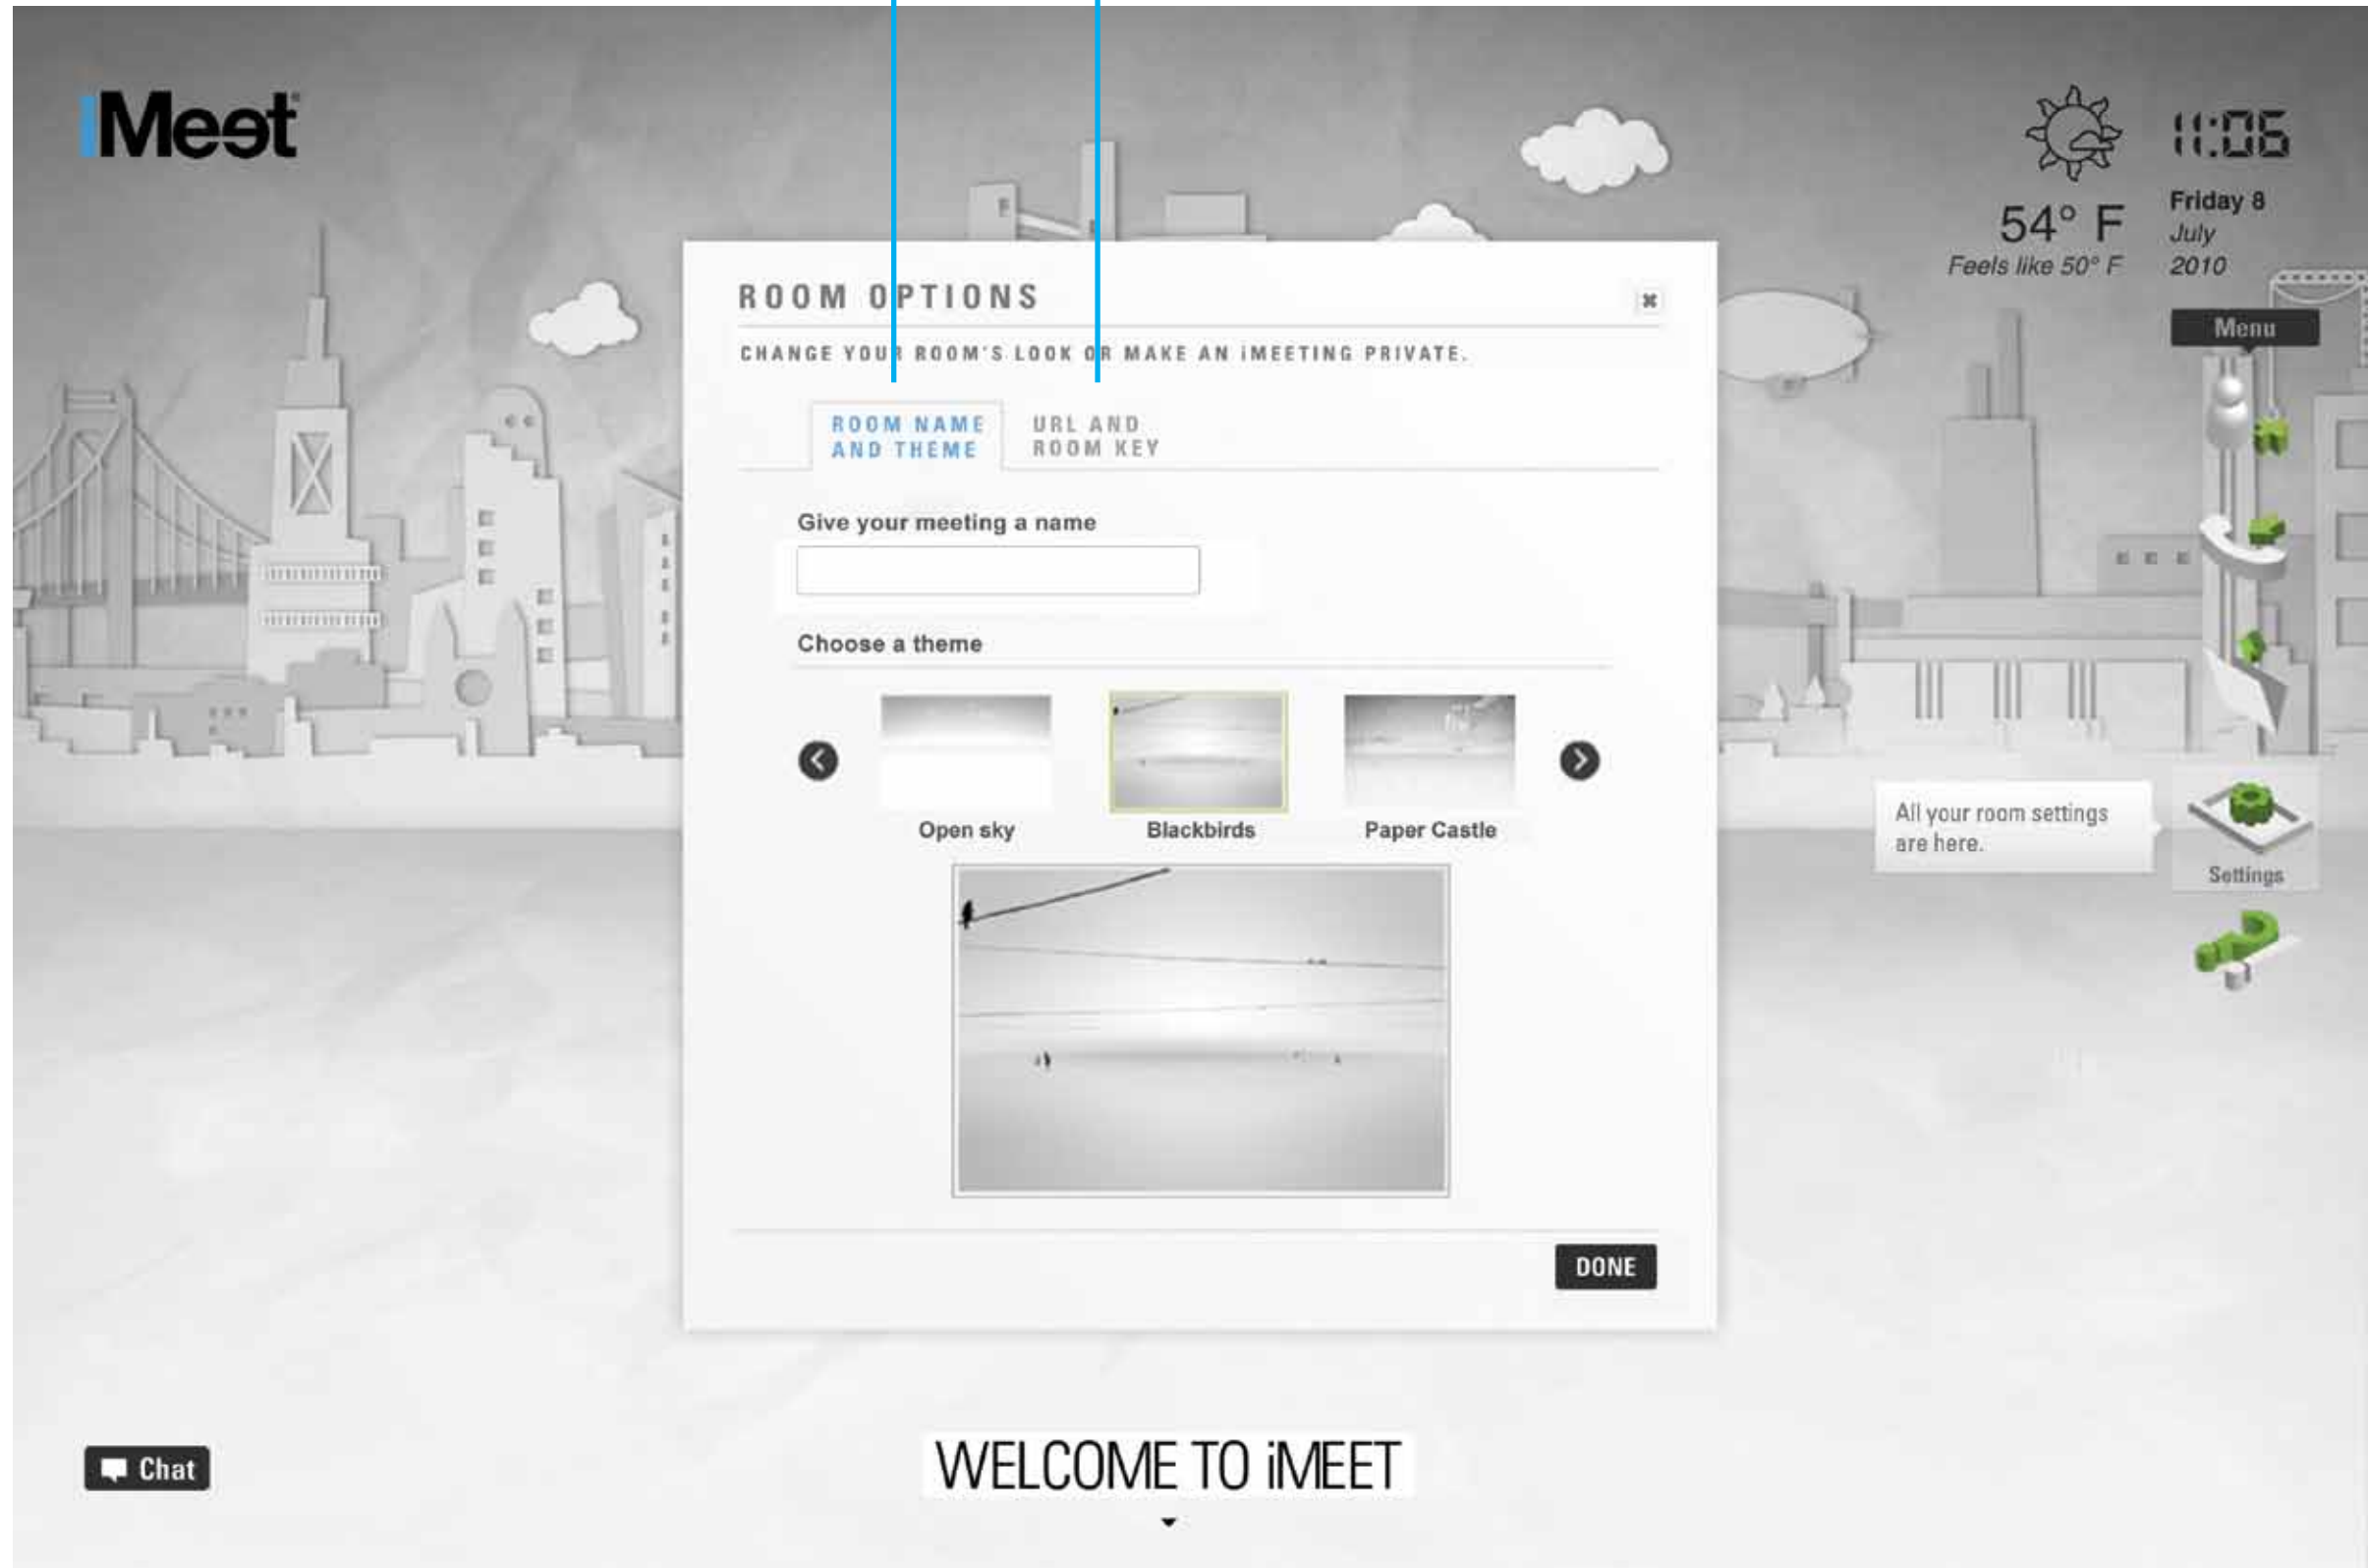 iMeet
11:06
54° F
Feels like 50° F
Friday 8
July
2010
Menu
ROOM OPTIONS
CHANGE YOUR ROOM'S LOOK OR MAKE AN iMEETING PRIVATE.
ROOM NAME
AND THEME
URL AND
ROOM KEY
Give your meeting a name
Choose a theme
Open sky
Blackbirds
Paper Castle
All your room settings
are here.
Settings
DONE
Chat
WELCOME TO iMEET